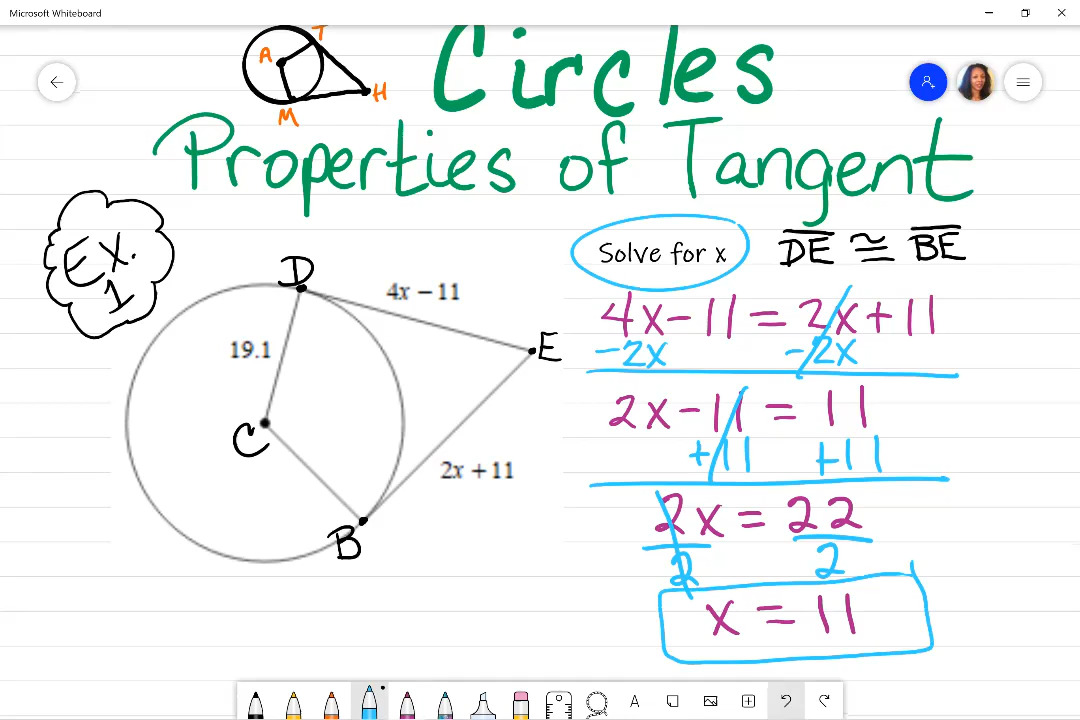 Microsoft Whiteboard
T
A
H
M
Circles
Properties of Tangent
Ex.
1
Solve for x
DE ≅ BE
D
4x − 11
19.1
E
C
2x + 11
B
4x-11 = 2x+11
-2x -2x
2x-11 = 11
+11 +11
2x = 22
2 2
x = 11
A